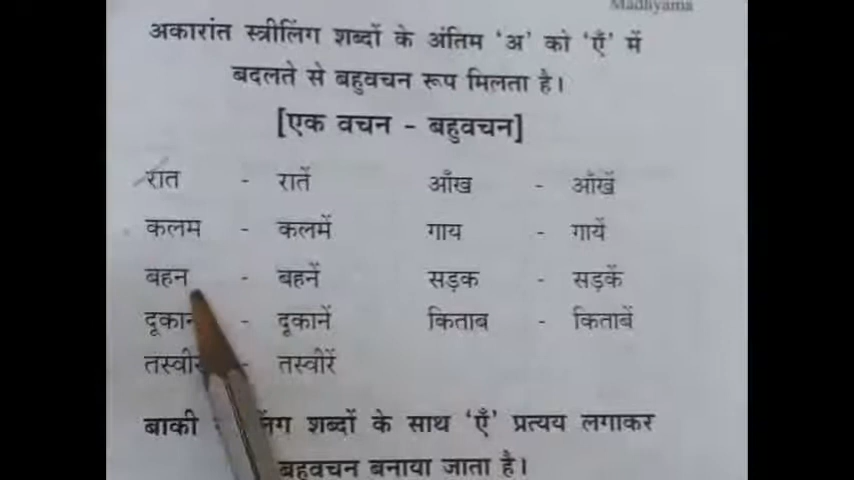 Madhyama
अकारांत स्त्रीलिंग शब्दों के अंतिम ‘अ’ को ‘एँ’ में
बदलते से बहुवचन रूप मिलता है।
[एक वचन - बहुवचन]
रात - रातें आँख - आँखें
कलम - कलमें गाय - गायें
बहन - बहनें सड़क - सड़कें
दूकान - दूकानें किताब - किताबें
तस्वीर - तस्वीरें
बाकी शब्दों के साथ ‘एँ’ प्रत्यय लगाकर
बहुवचन बनाया जाता है।